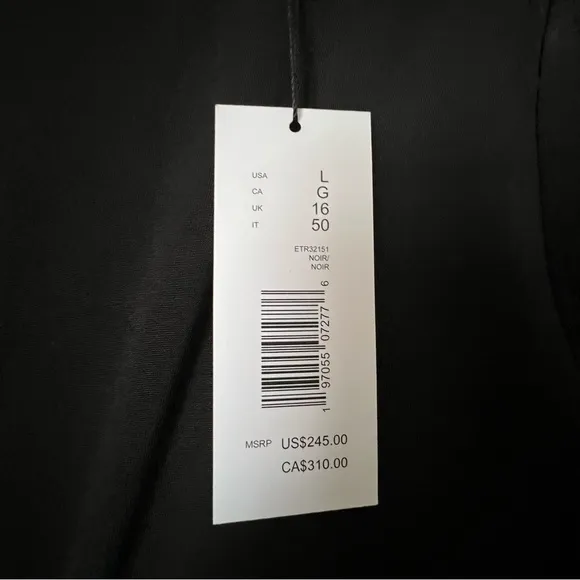 USA L
CA G
UK 16
IT 50
ETR32151
NOIR/
NOIR
1 97055 07277 6
MSRP US$245.00
CA$310.00